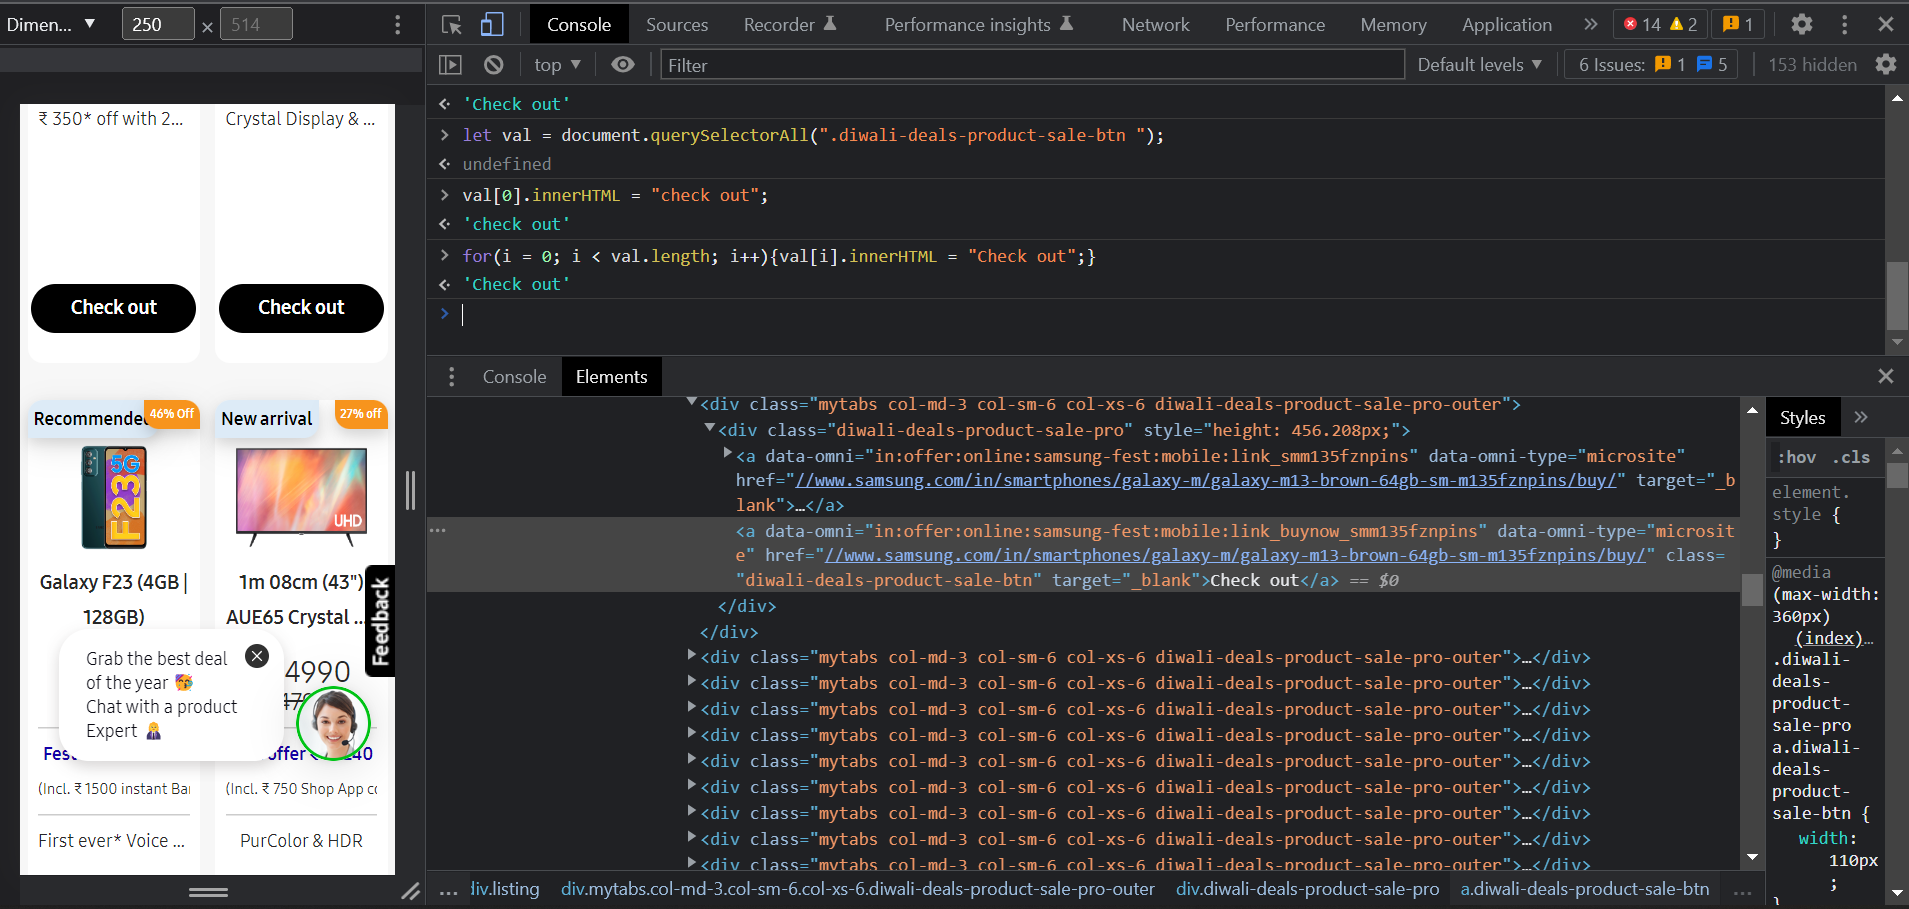 Dimen... ▼ 250 × 514
Console Sources Recorder Performance insights Network Performance Memory Application » 14 2 1
top ▼ Filter Default levels ▼ 6 Issues: 1 5 153 hidden
'Check out'
let val = document.querySelectorAll(".diwali-deals-product-sale-btn ");
undefined
val[0].innerHTML = "check out";
'check out'
for(i = 0; i < val.length; i++){val[i].innerHTML = "Check out";}
'Check out'
₹ 350* off with 2... Crystal Display & ...
Check out Check out
Recommende 46% Off New arrival 27% off
5G
F23
UHD
Galaxy F23 (4GB |
128GB)
1m 08cm (43")
AUE65 Crystal ...
Feedback
4990
Grab the best deal
of the year
Chat with a product
Expert
(Incl. ₹ 1500 instant Bar (Incl. ₹ 750 Shop App co
First ever* Voice ... PurColor & HDR
Console Elements
<div class="mytabs col-md-3 col-sm-6 col-xs-6 diwali-deals-product-sale-pro-outer">
<div class="diwali-deals-product-sale-pro" style="height: 456.208px;">
<a data-omni="in:offer:online:samsung-fest:mobile:link_smm135fznpins" data-omni-type="microsite"
href="//www.samsung.com/in/smartphones/galaxy-m/galaxy-m13-brown-64gb-sm-m135fznpins/buy/" target="_b
lank">…</a>
<a data-omni="in:offer:online:samsung-fest:mobile:link_buynow_smm135fznpins" data-omni-type="microsit
e" href="//www.samsung.com/in/smartphones/galaxy-m/galaxy-m13-brown-64gb-sm-m135fznpins/buy/" class=
"diwali-deals-product-sale-btn" target="_blank">Check out</a> == $0
</div>
</div>
<div class="mytabs col-md-3 col-sm-6 col-xs-6 diwali-deals-product-sale-pro-outer">…</div>
<div class="mytabs col-md-3 col-sm-6 col-xs-6 diwali-deals-product-sale-pro-outer">…</div>
<div class="mytabs col-md-3 col-sm-6 col-xs-6 diwali-deals-product-sale-pro-outer">…</div>
<div class="mytabs col-md-3 col-sm-6 col-xs-6 diwali-deals-product-sale-pro-outer">…</div>
<div class="mytabs col-md-3 col-sm-6 col-xs-6 diwali-deals-product-sale-pro-outer">…</div>
<div class="mytabs col-md-3 col-sm-6 col-xs-6 diwali-deals-product-sale-pro-outer">…</div>
<div class="mytabs col-md-3 col-sm-6 col-xs-6 diwali-deals-product-sale-pro-outer">…</div>
<div class="mytabs col-md-3 col-sm-6 col-xs-6 diwali-deals-product-sale-pro-outer">…</div>
<div class="mytabs col-md-3 col-sm-6 col-xs-6 diwali-deals-product-sale-pro-outer">…</div>
... div.listing div.mytabs.col-md-3.col-sm-6.col-xs-6.diwali-deals-product-sale-pro-outer div.diwali-deals-product-sale-pro a.diwali-deals-product-sale-btn ...
Styles »
:hov .cls
element.
style {
}
@media
(max-width:
360px)
(index)…
.diwali-
deals-
product-
sale-pro
a.diwali-
deals-
product-
sale-btn {
width:
110px
;
}